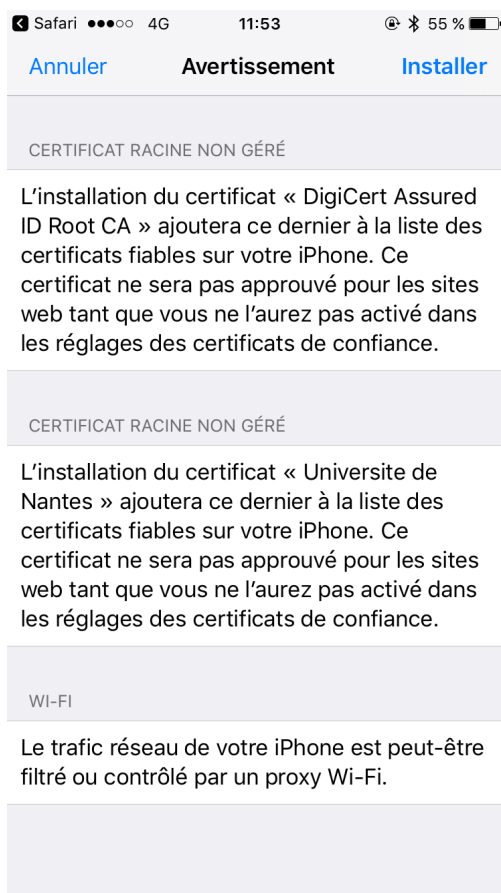 Safari 4G 11:53 55 %
Annuler Avertissement Installer
CERTIFICAT RACINE NON GÉRÉ
L’installation du certificat « DigiCert Assured
ID Root CA » ajoutera ce dernier à la liste des
certificats fiables sur votre iPhone. Ce
certificat ne sera pas approuvé pour les sites
web tant que vous ne l’aurez pas activé dans
les réglages des certificats de confiance.
CERTIFICAT RACINE NON GÉRÉ
L’installation du certificat « Universite de
Nantes » ajoutera ce dernier à la liste des
certificats fiables sur votre iPhone. Ce
certificat ne sera pas approuvé pour les sites
web tant que vous ne l’aurez pas activé dans
les réglages des certificats de confiance.
WI-FI
Le trafic réseau de votre iPhone est peut-être
filtré ou contrôlé par un proxy Wi-Fi.